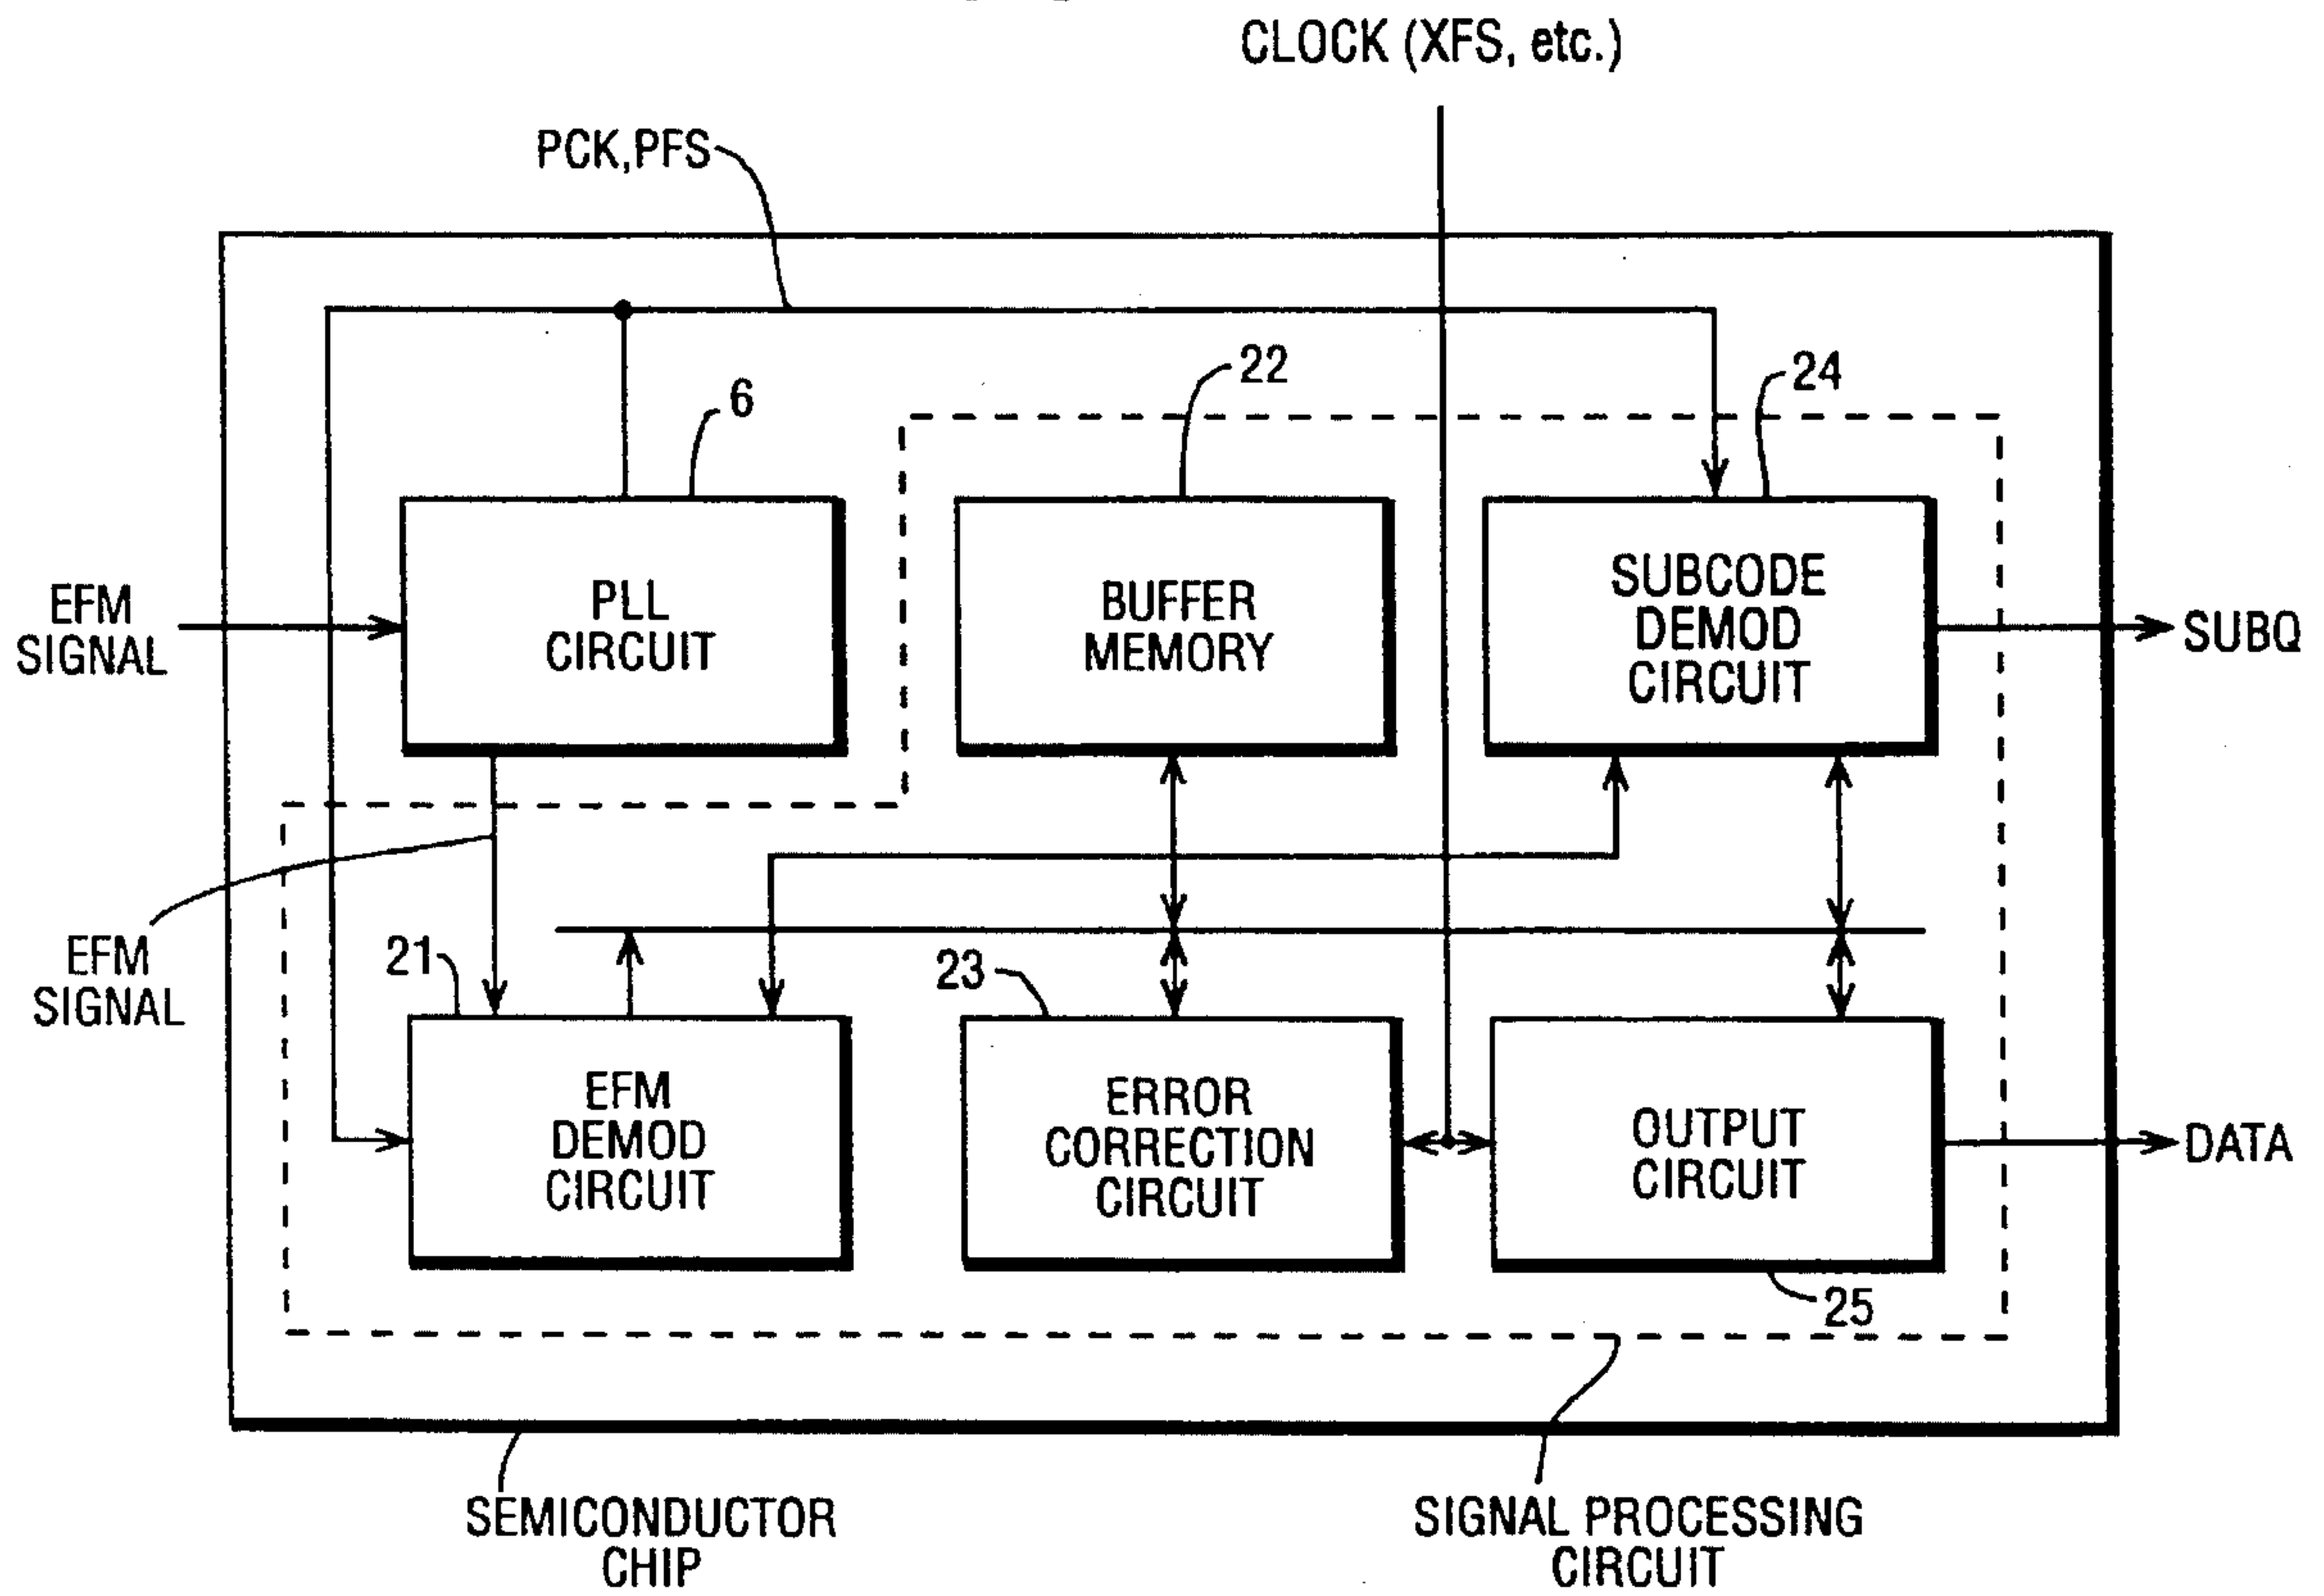 CLOCK (XFS, etc.)
PCK,PFS
22
24
6
EFM
SIGNAL
PLL
CIRCUIT
BUFFER
MEMORY
SUBCODE
DEMOD
CIRCUIT
SUBQ
EFM
SIGNAL
21
23
EFM
DEMOD
CIRCUIT
ERROR
CORRECTION
CIRCUIT
OUTPUT
CIRCUIT
DATA
25
SEMICONDUCTOR
CHIP
SIGNAL PROCESSING
CIRCUIT